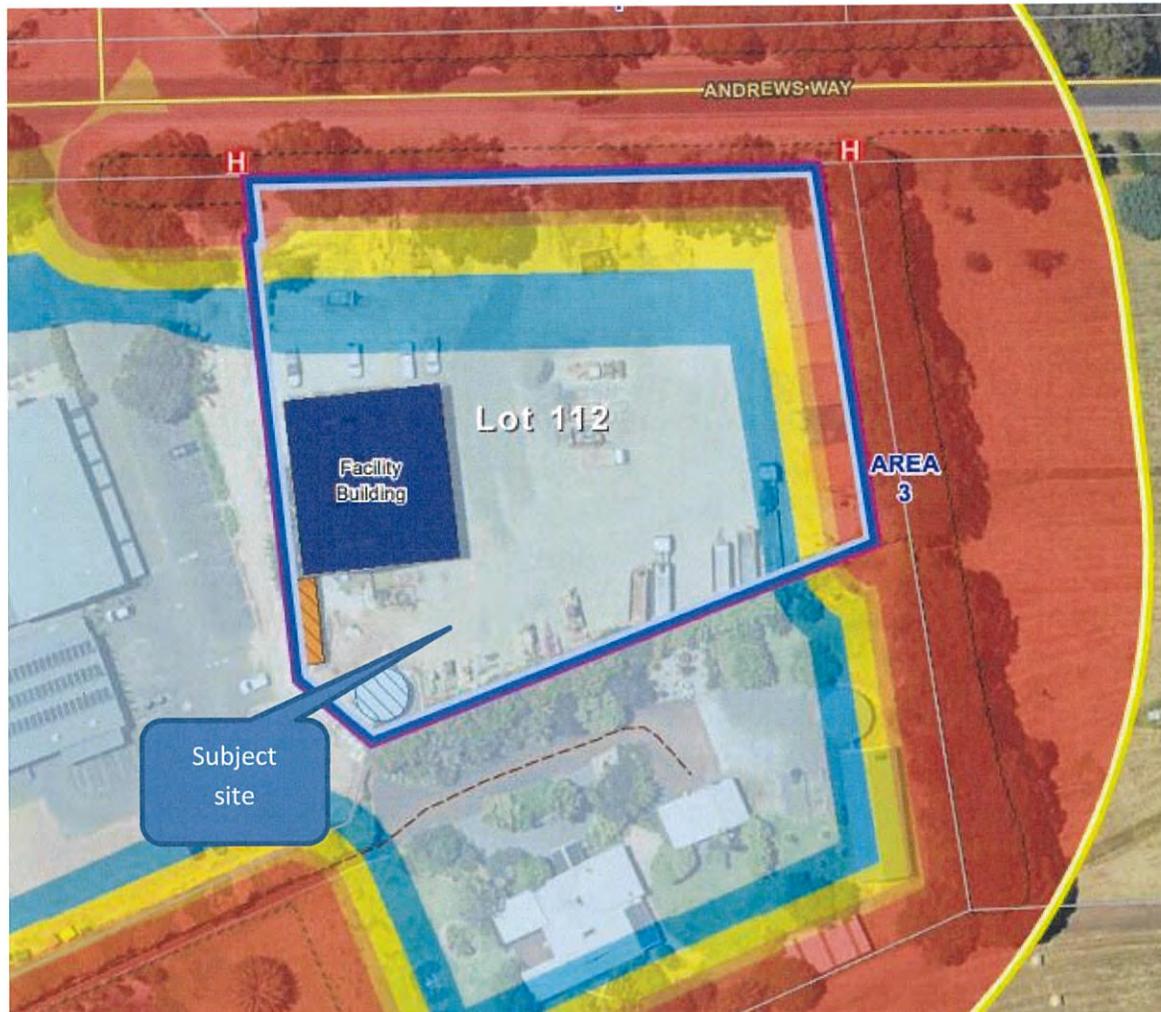 ANDREWS WAY
H
H
Lot 112
Facility
Building
AREA
3
Subject
site